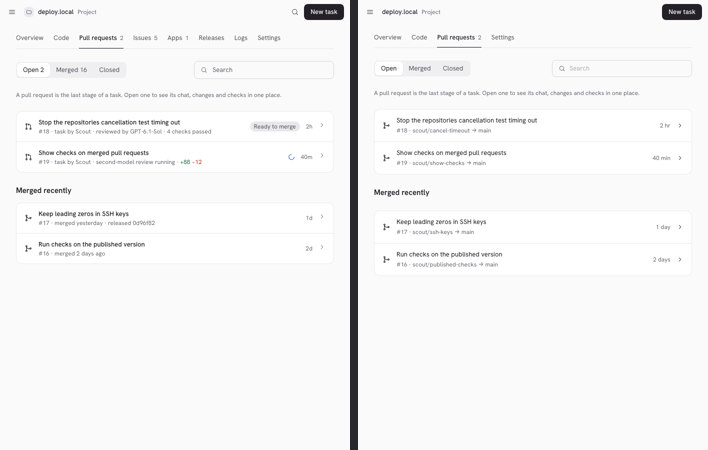 deploy.local Project
New task
Overview Code Pull requests 2 Issues 5 Apps 1 Releases Logs Settings
Open 2 Merged 16 Closed
Search
A pull request is the last stage of a task. Open one to see its chat, changes and checks in one place.
Stop the repositories cancellation test timing out
#18 · task by Scout · reviewed by GPT-6.1-Sol · 4 checks passed
Ready to merge 2h
Show checks on merged pull requests
#19 · task by Scout · second-model review running · +88 −12
40m
Merged recently
Keep leading zeros in SSH keys
#17 · merged yesterday · released 0d96f82
1d
Run checks on the published version
#16 · merged 2 days ago
2d
deploy.local Project
New task
Overview Code Pull requests 2 Settings
Open Merged Closed
Search
A pull request is the last stage of a task. Open one to see its chat, changes and checks in one place.
Stop the repositories cancellation test timing out
#18 · scout/cancel-timeout → main
2 hr
Show checks on merged pull requests
#19 · scout/show-checks → main
40 min
Merged recently
Keep leading zeros in SSH keys
#17 · scout/ssh-keys → main
1 day
Run checks on the published version
#16 · scout/published-checks → main
2 days